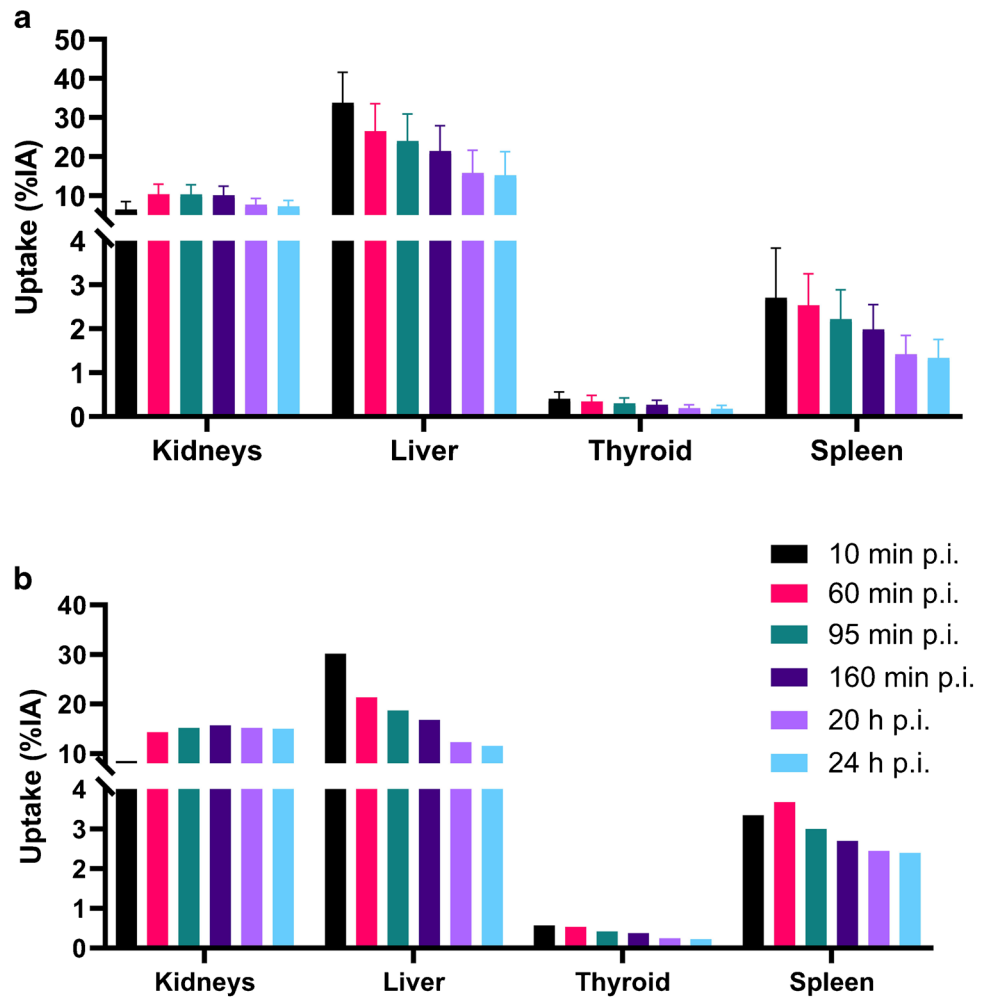 a
Uptake (%IA)
50
40
30
20
10
4
3
2
1
0
Kidneys Liver Thyroid Spleen
b
Uptake (%IA)
40
30
20
10
4
3
2
1
0
Kidneys Liver Thyroid Spleen
10 min p.i.
60 min p.i.
95 min p.i.
160 min p.i.
20 h p.i.
24 h p.i.